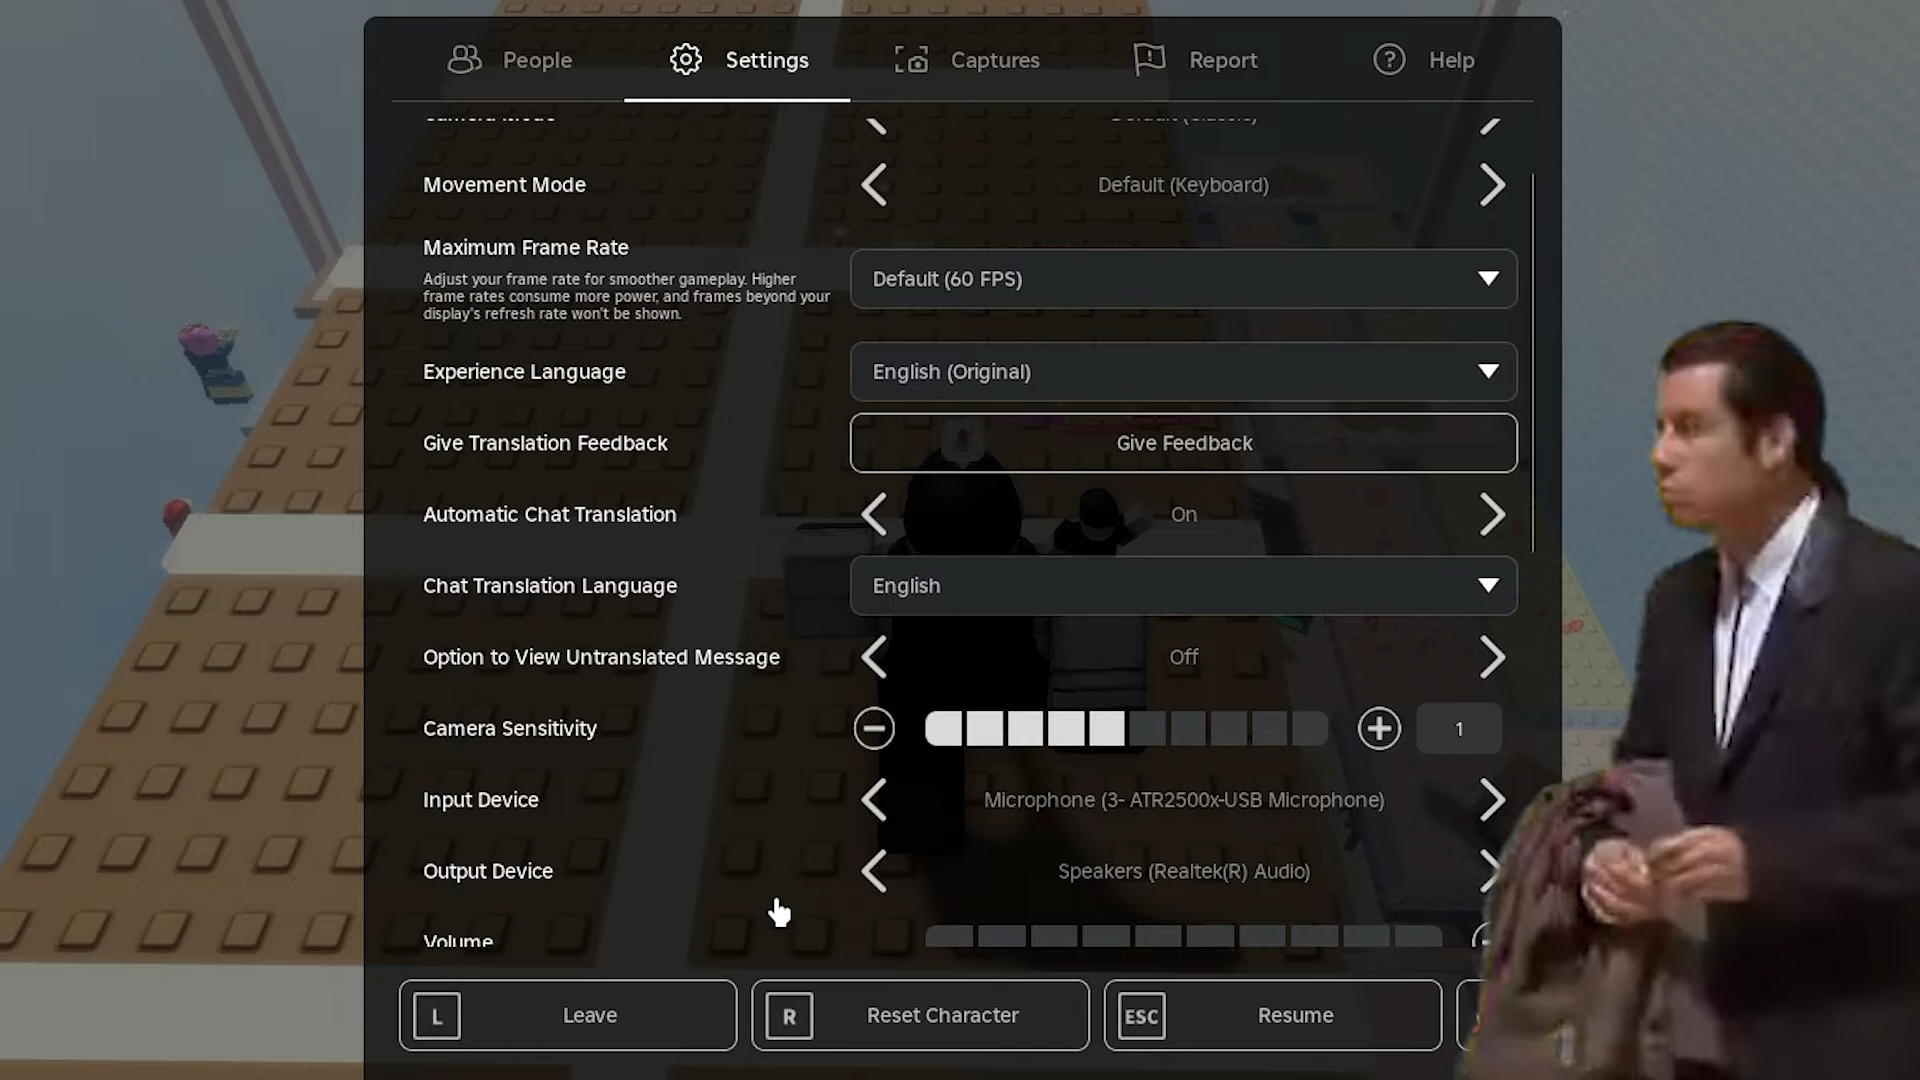 People
Settings
Captures
Report
Help
Camera Mode
Default (Classic)
Movement Mode
Default (Keyboard)
Maximum Frame Rate
Adjust your frame rate for smoother gameplay. Higher
frame rates consume more power, and frames beyond your
display's refresh rate won't be shown.
Default (60 FPS)
Experience Language
English (Original)
Give Translation Feedback
Give Feedback
Automatic Chat Translation
On
Chat Translation Language
English
Option to View Untranslated Message
Off
Camera Sensitivity
1
Input Device
Microphone (3- ATR2500x-USB Microphone)
Output Device
Speakers (Realtek(R) Audio)
Volume
L Leave
R Reset Character
ESC Resume